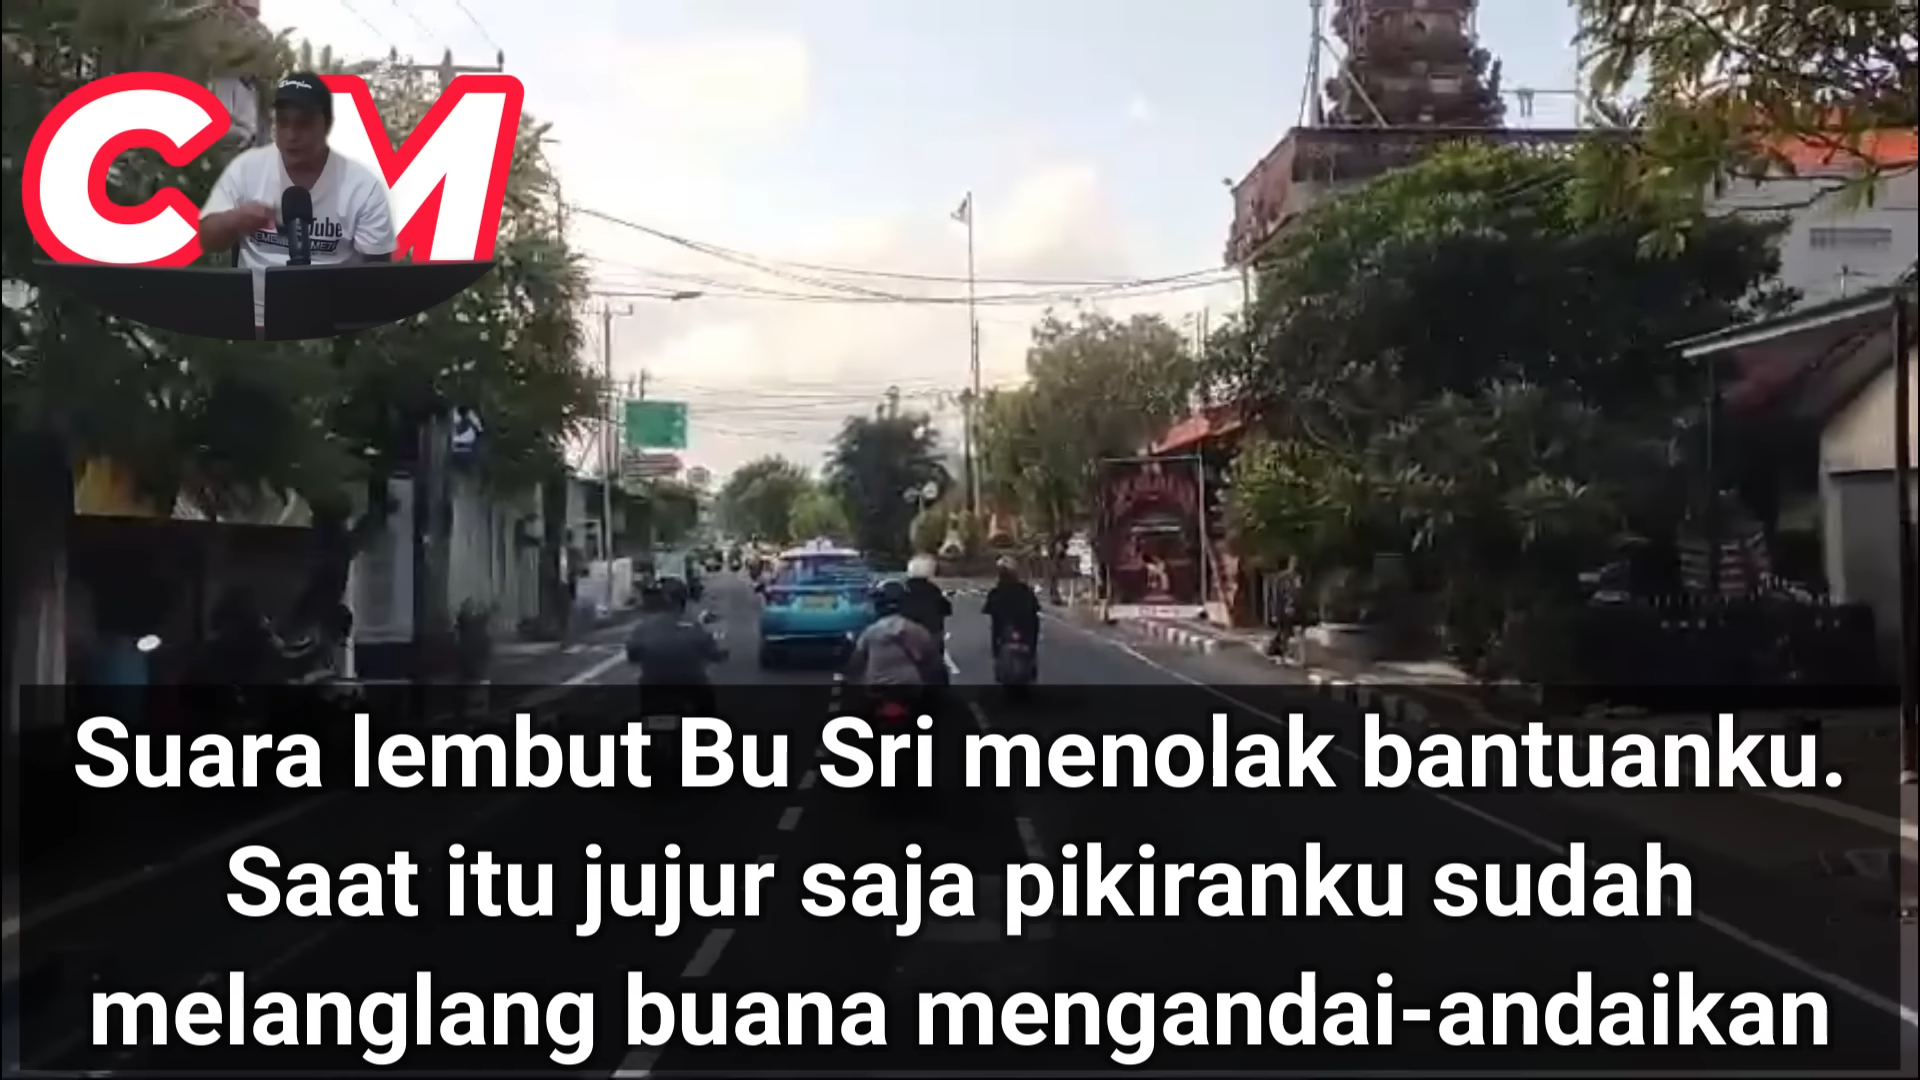 CM
Suara lembut Bu Sri menolak bantuanku.
Saat itu jujur saja pikiranku sudah
melanglang buana mengandai-andaikan